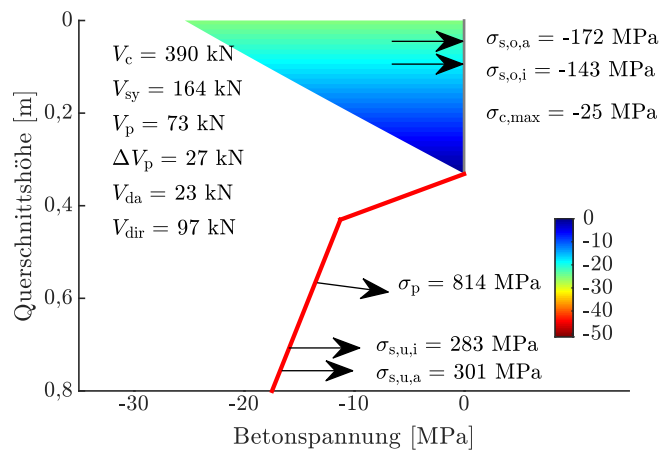 0
0,2
0,4
0,6
0,8
Querschnittshöhe [m]
V_c = 390 kN
V_sy = 164 kN
V_p = 73 kN
ΔV_p = 27 kN
V_da = 23 kN
V_dir = 97 kN
σ_s,o,a = -172 MPa
σ_s,o,i = -143 MPa
σ_c,max = -25 MPa
0
-10
-20
-30
-40
-50
σ_p = 814 MPa
σ_s,u,i = 283 MPa
σ_s,u,a = 301 MPa
-30 -20 -10 0
Betonspannung [MPa]